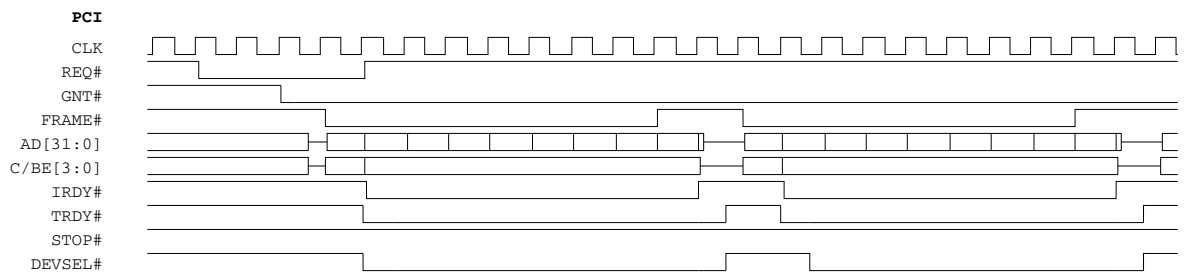 PCI
CLK
REQ#
GNT#
FRAME#
AD[31:0]
C/BE[3:0]
IRDY#
TRDY#
STOP#
DEVSEL#